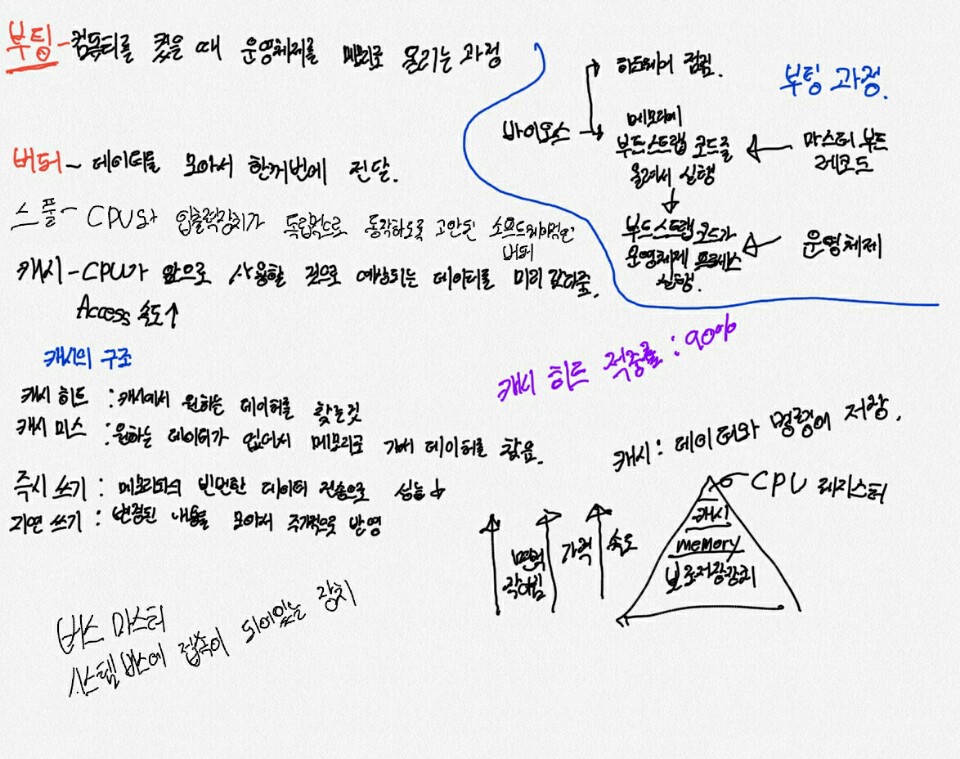 부팅 - 컴퓨터를 켰을 때 운영체제를 메모리로 올리는 과정
부팅 과정.
하드웨어 점검.
바이오스
메모리에
부트스트랩 코드를
올려서 실행
마스터 부트
레코드
부트스트랩 코드가
운영체제 프로세스
실행.
운영체제
버퍼 - 데이터를 모아서 한꺼번에 전달.
스풀 - CPU와 입출력장치가 독립적으로 동작하도록 고안된 소프트웨어적인
버퍼
캐시 - CPU가 앞으로 사용할 것으로 예상되는 데이터를 미리 갖다줌.
Access 속도↑
캐시의 구조
캐시 히트 : 캐시에서 원하는 데이터를 찾는것
캐시 미스 : 원하는 데이터가 없어서 메모리로 가서 데이터를 찾음.
즉시 쓰기 : 메모리와의 빈번한 데이터 전송으로 성능↓
지연 쓰기 : 변경된 내용을 모아서 주기적으로 반영
캐시 히트 적중률 : 90%
캐시 : 데이터와 명령어 저장.
CPU 레지스터
캐시
memory
보조저장장치
면적
작아짐
가격
속도
버스 마스터
시스템 버스에 접속이 되어있는 장치